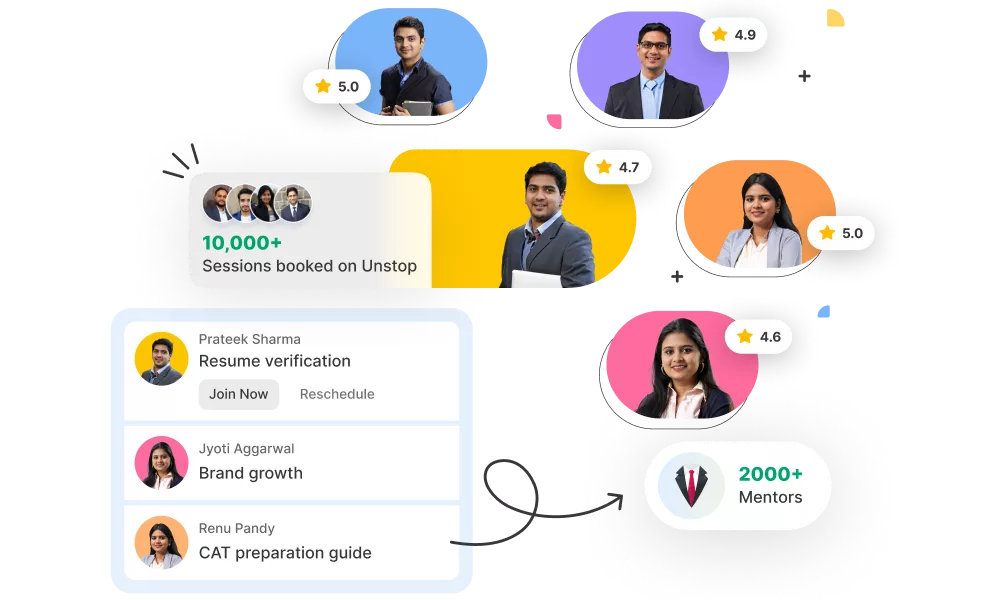 5.0
4.9
4.7
10,000+
Sessions booked on Unstop
5.0
Prateek Sharma
Resume verification
Join Now Reschedule
4.6
Jyoti Aggarwal
Brand growth
2000+
Mentors
Renu Pandy
CAT preparation guide